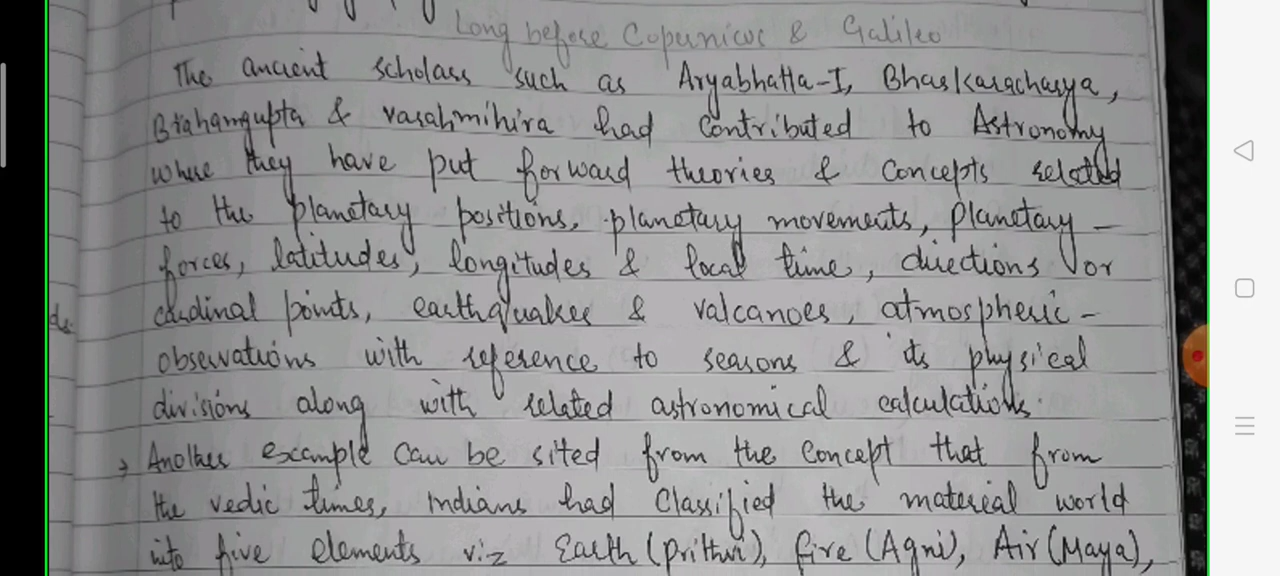 Long before Copernicus & Galileo
The ancient scholars such as Aryabhatta-I, Bhaskaracharya,
Brahamgupta & varahmihira had contributed to Astronomy
where they have put forward theories & concepts related
to the planetary positions, planetary movements, planetary -
forces, latitudes, longitudes & local time, directions or
cardinal points, earthquakes & valcanoes, atmospheric -
observations with reference to seasons & its physical
divisions along with related astronomical calculations.
→ Another example can be sited from the concept that from
the vedic times, Indians had classified the material world
into five elements viz Earth (prithvi), fire (Agni), Air (Maya),